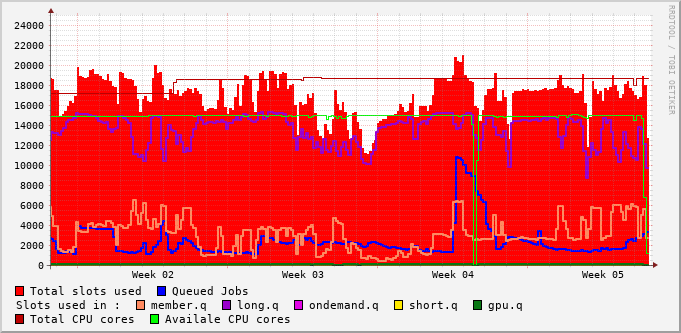 24000
22000
20000
18000
16000
14000
12000
10000
8000
6000
4000
2000
0
Week 02 Week 03 Week 04 Week 05
Total slots used Queued Jobs
Slots used in : member.q long.q ondemand.q short.q gpu.q
Total CPU cores Availale CPU cores
RRDTOOL / TOBI OETIKER